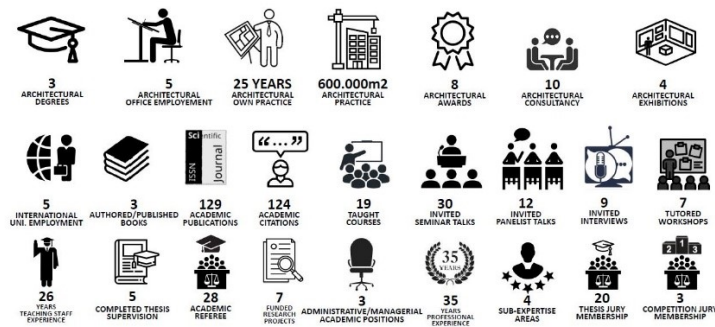 3
ARCHITECTURAL
DEGREES
5
ARCHITECTURAL
OFFICE EMPLOYEMENT
25 YEARS
ARCHITECTURAL
OWN PRACTICE
600.000m2
ARCHITECTURAL
PRACTICE
8
ARCHITECTURAL
AWARDS
10
ARCHITECTURAL
CONSULTANCY
4
ARCHITECTURAL
EXHIBITIONS
5
INTERNATIONAL
UNI. EMPLOYMENT
3
AUTHORED/PUBLISHED
BOOKS
Scientific
Journal
ISSN
129
ACADEMIC
PUBLICATIONS
“...”
124
ACADEMIC
CITATIONS
19
TAUGHT
COURSES
30
INVITED
SEMINAR TALKS
12
INVITED
PANELIST TALKS
9
INVITED
INTERVIEWS
7
TUTORED
WORKSHOPS
26
YEARS
TEACHING STAFF
EXPERIENCE
5
COMPLETED THESIS
SUPERVISION
28
ACADEMIC
REFEREE
7
FUNDED
RESEARCH
PROJECTS
3
ADMINISTRATIVE/MANAGERIAL
ACADEMIC POSITIONS
35
YEARS
35
YEARS
PROFESSIONAL
EXPERIENCE
4
SUB-EXPERTISE
AREAS
20
THESIS JURY
MEMBERSHIP
2 1 3
3
COMPETITION JURY
MEMBERSHIP